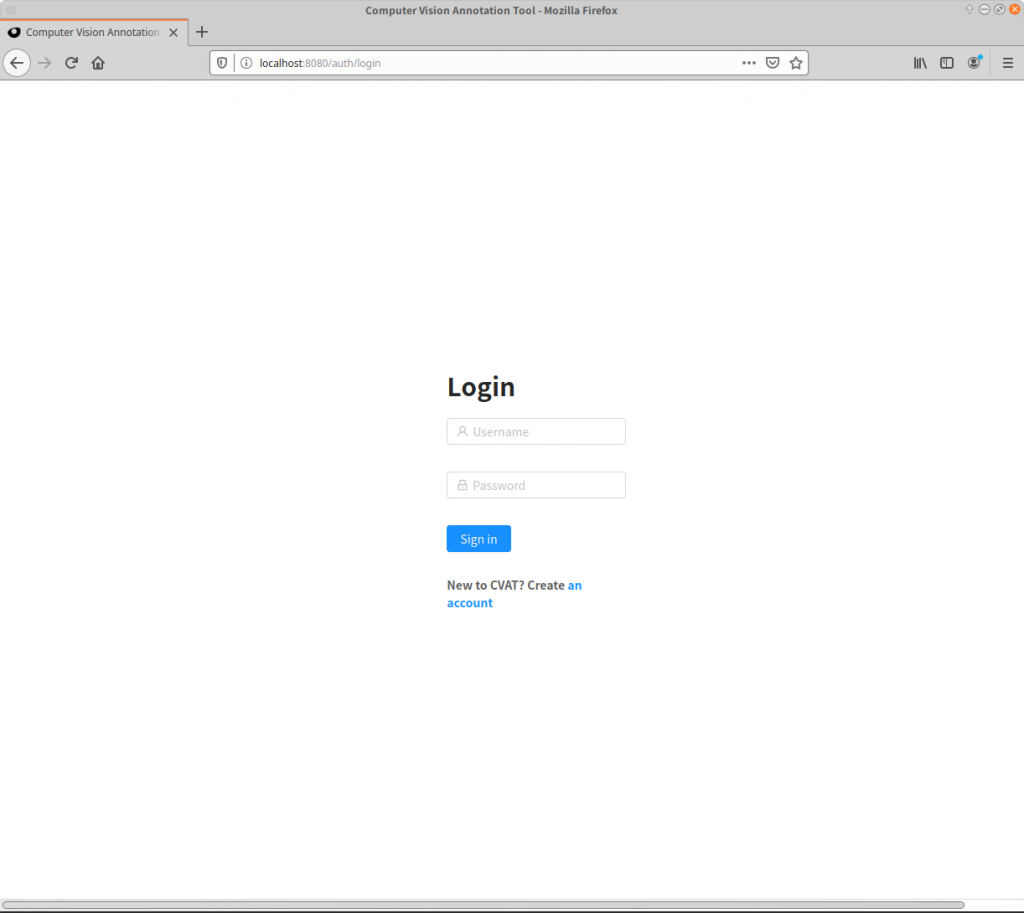 Computer Vision Annotation Tool - Mozilla Firefox
Computer Vision Annotation
localhost:8080/auth/login
Login
Username
Password
Sign in
New to CVAT? Create an
account